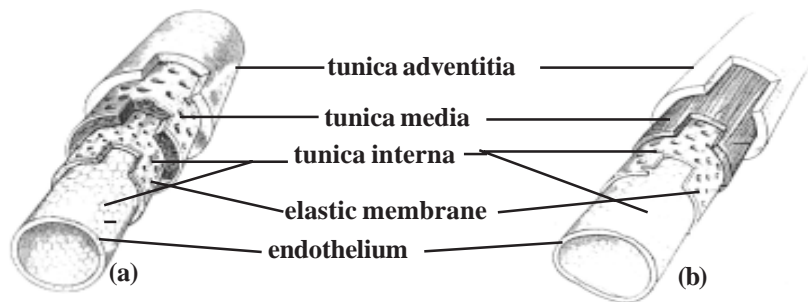 tunica adventitia
tunica media
tunica interna
elastic membrane
endothelium
(a)
(b)